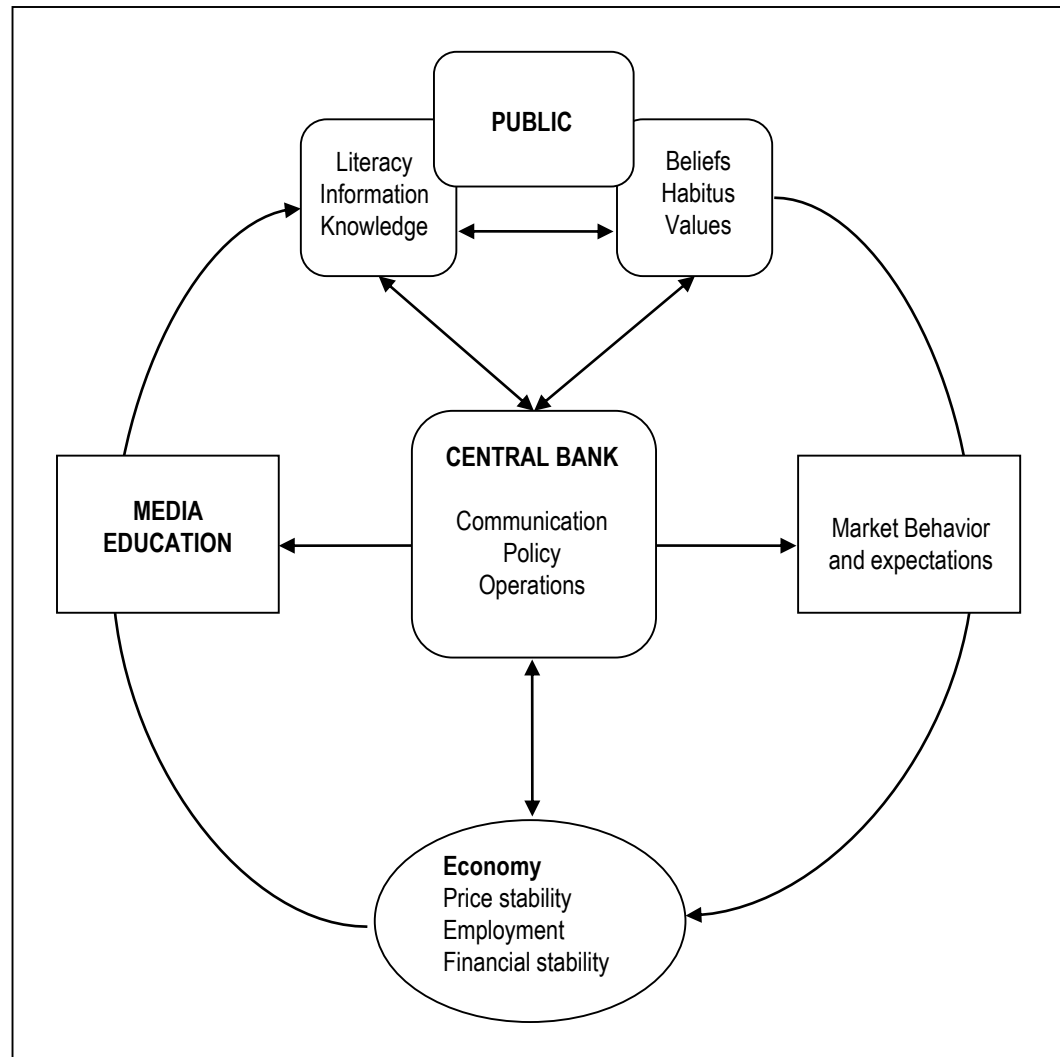 PUBLIC
Literacy
Information
Knowledge
Beliefs
Habitus
Values
CENTRAL BANK
Communication
Policy
Operations
MEDIA
EDUCATION
Market Behavior
and expectations
Economy
Price stability
Employment
Financial stability